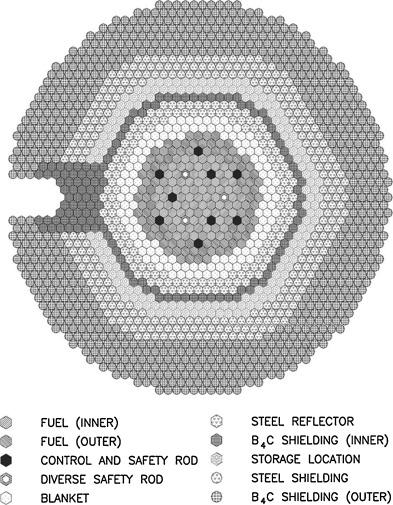 FUEL (INNER)
FUEL (OUTER)
CONTROL AND SAFETY ROD
DIVERSE SAFETY ROD
BLANKET
STEEL REFLECTOR
B₄C SHIELDING (INNER)
STORAGE LOCATION
STEEL SHIELDING
B₄C SHIELDING (OUTER)